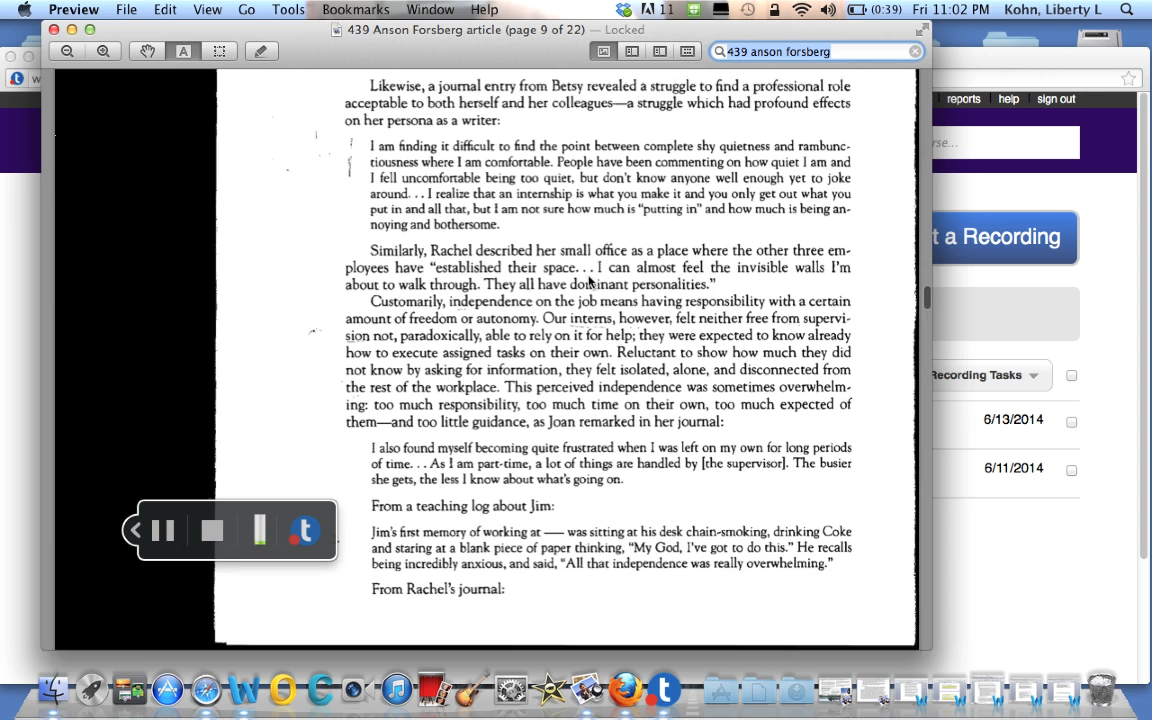 Preview File Edit View Go Tools Bookmarks Window Help 11 (0:39) Fri 11:02 PM Kohn, Liberty L
439 Anson Forsberg article (page 9 of 22) — Locked
439 anson forsberg
reports help sign out
Likewise, a journal entry from Betsy revealed a struggle to find a professional role
acceptable to both herself and her colleagues—a struggle which had profound effects
on her persona as a writer:
I am finding it difficult to find the point between complete shy quietness and rambunc-
tiousness where I am comfortable. People have been commenting on how quiet I am and
I fell uncomfortable being too quiet, but don't know anyone well enough yet to joke
around. . . I realize that an internship is what you make it and you only get out what you
put in and all that, but I am not sure how much is "putting in" and how much is being an-
noying and bothersome.
Similarly, Rachel described her small office as a place where the other three em-
ployees have "established their space. . . I can almost feel the invisible walls I'm
about to walk through. They all have dominant personalities."
Customarily, independence on the job means having responsibility with a certain
amount of freedom or autonomy. Our interns, however, felt neither free from supervi-
sion not, paradoxically, able to rely on it for help; they were expected to know already
how to execute assigned tasks on their own. Reluctant to show how much they did
not know by asking for information, they felt isolated, alone, and disconnected from
the rest of the workplace. This perceived independence was sometimes overwhelm-
ing: too much responsibility, too much time on their own, too much expected of
them—and too little guidance, as Joan remarked in her journal:
I also found myself becoming quite frustrated when I was left on my own for long periods
of time. . . As I am part-time, a lot of things are handled by [the supervisor]. The busier
she gets, the less I know about what's going on.
From a teaching log about Jim:
Jim's first memory of working at — was sitting at his desk chain-smoking, drinking Coke
and staring at a blank piece of paper thinking, "My God, I've got to do this." He recalls
being incredibly anxious, and said, "All that independence was really overwhelming."
From Rachel's journal:
t a Recording
Recording Tasks
6/13/2014
6/11/2014